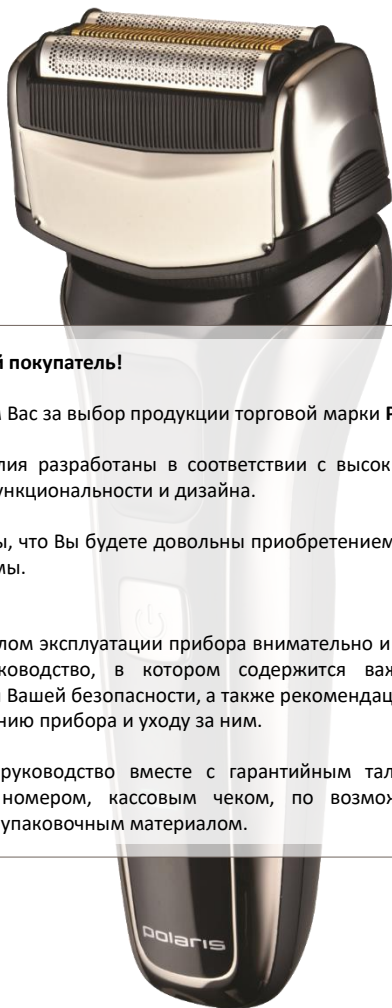 й покупатель!
Вас за выбор продукции торговой марки
лия разработаны в соответствии с высок
ункциональности и дизайна.
ы, что Вы будете довольны приобретением
мы.
лом эксплуатации прибора внимательно и
ководство, в котором содержится важ
Вашей безопасности, а также рекомендац
нию прибора и уходу за ним.
руководство вместе с гарантийным тал
номером, кассовым чеком, по возмож
упаковочным материалом.
polaris